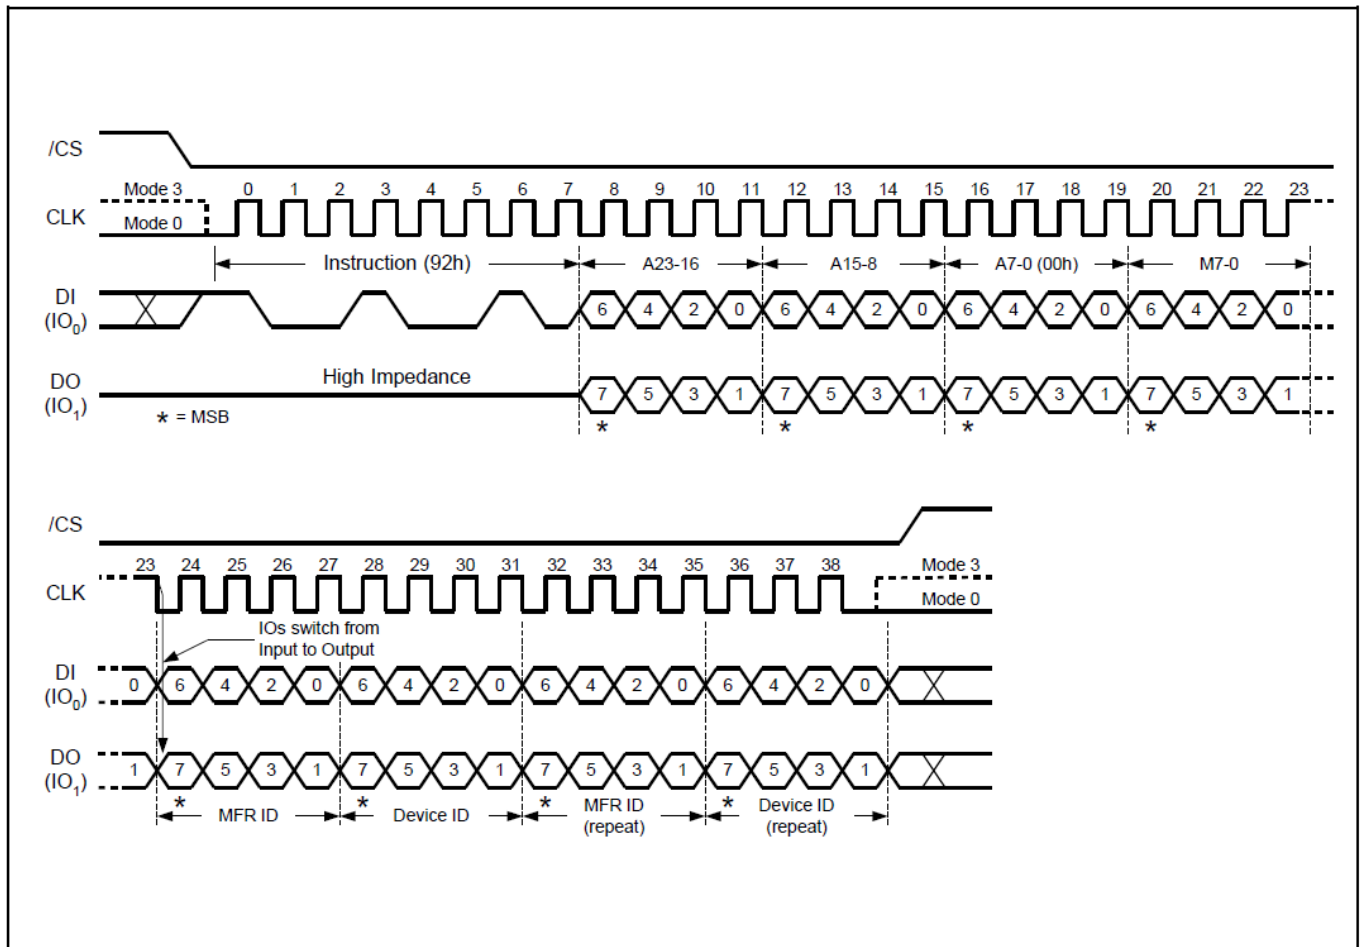 /CS
Mode 3 0 1 2 3 4 5 6 7 8 9 10 11 12 13 14 15 16 17 18 19 20 21 22 23
CLK
Mode 0
Instruction (92h) A23-16 A15-8 A7-0 (00h) M7-0
DI
(IO0)
6 4 2 0 6 4 2 0 6 4 2 0 6 4 2 0
High Impedance
DO
(IO1)
7 5 3 1 7 5 3 1 7 5 3 1 7 5 3 1
* = MSB * * * *
/CS
23 24 25 26 27 28 29 30 31 32 33 34 35 36 37 38 Mode 3
CLK
Mode 0
IOs switch from
Input to Output
DI
(IO0)
0 6 4 2 0 6 4 2 0 6 4 2 0 6 4 2 0
DO
(IO1)
1 7 5 3 1 7 5 3 1 7 5 3 1 7 5 3 1
* * * *
MFR ID Device ID MFR ID
(repeat)
Device ID
(repeat)